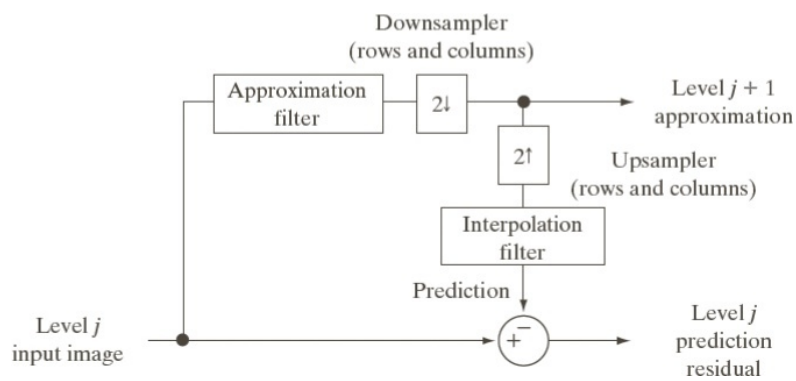 Downsampler
(rows and columns)
Approximation
filter
2↓
Level j + 1
approximation
2↑
Upsampler
(rows and columns)
Interpolation
filter
Prediction
Level j
input image
+
−
Level j
prediction
residual